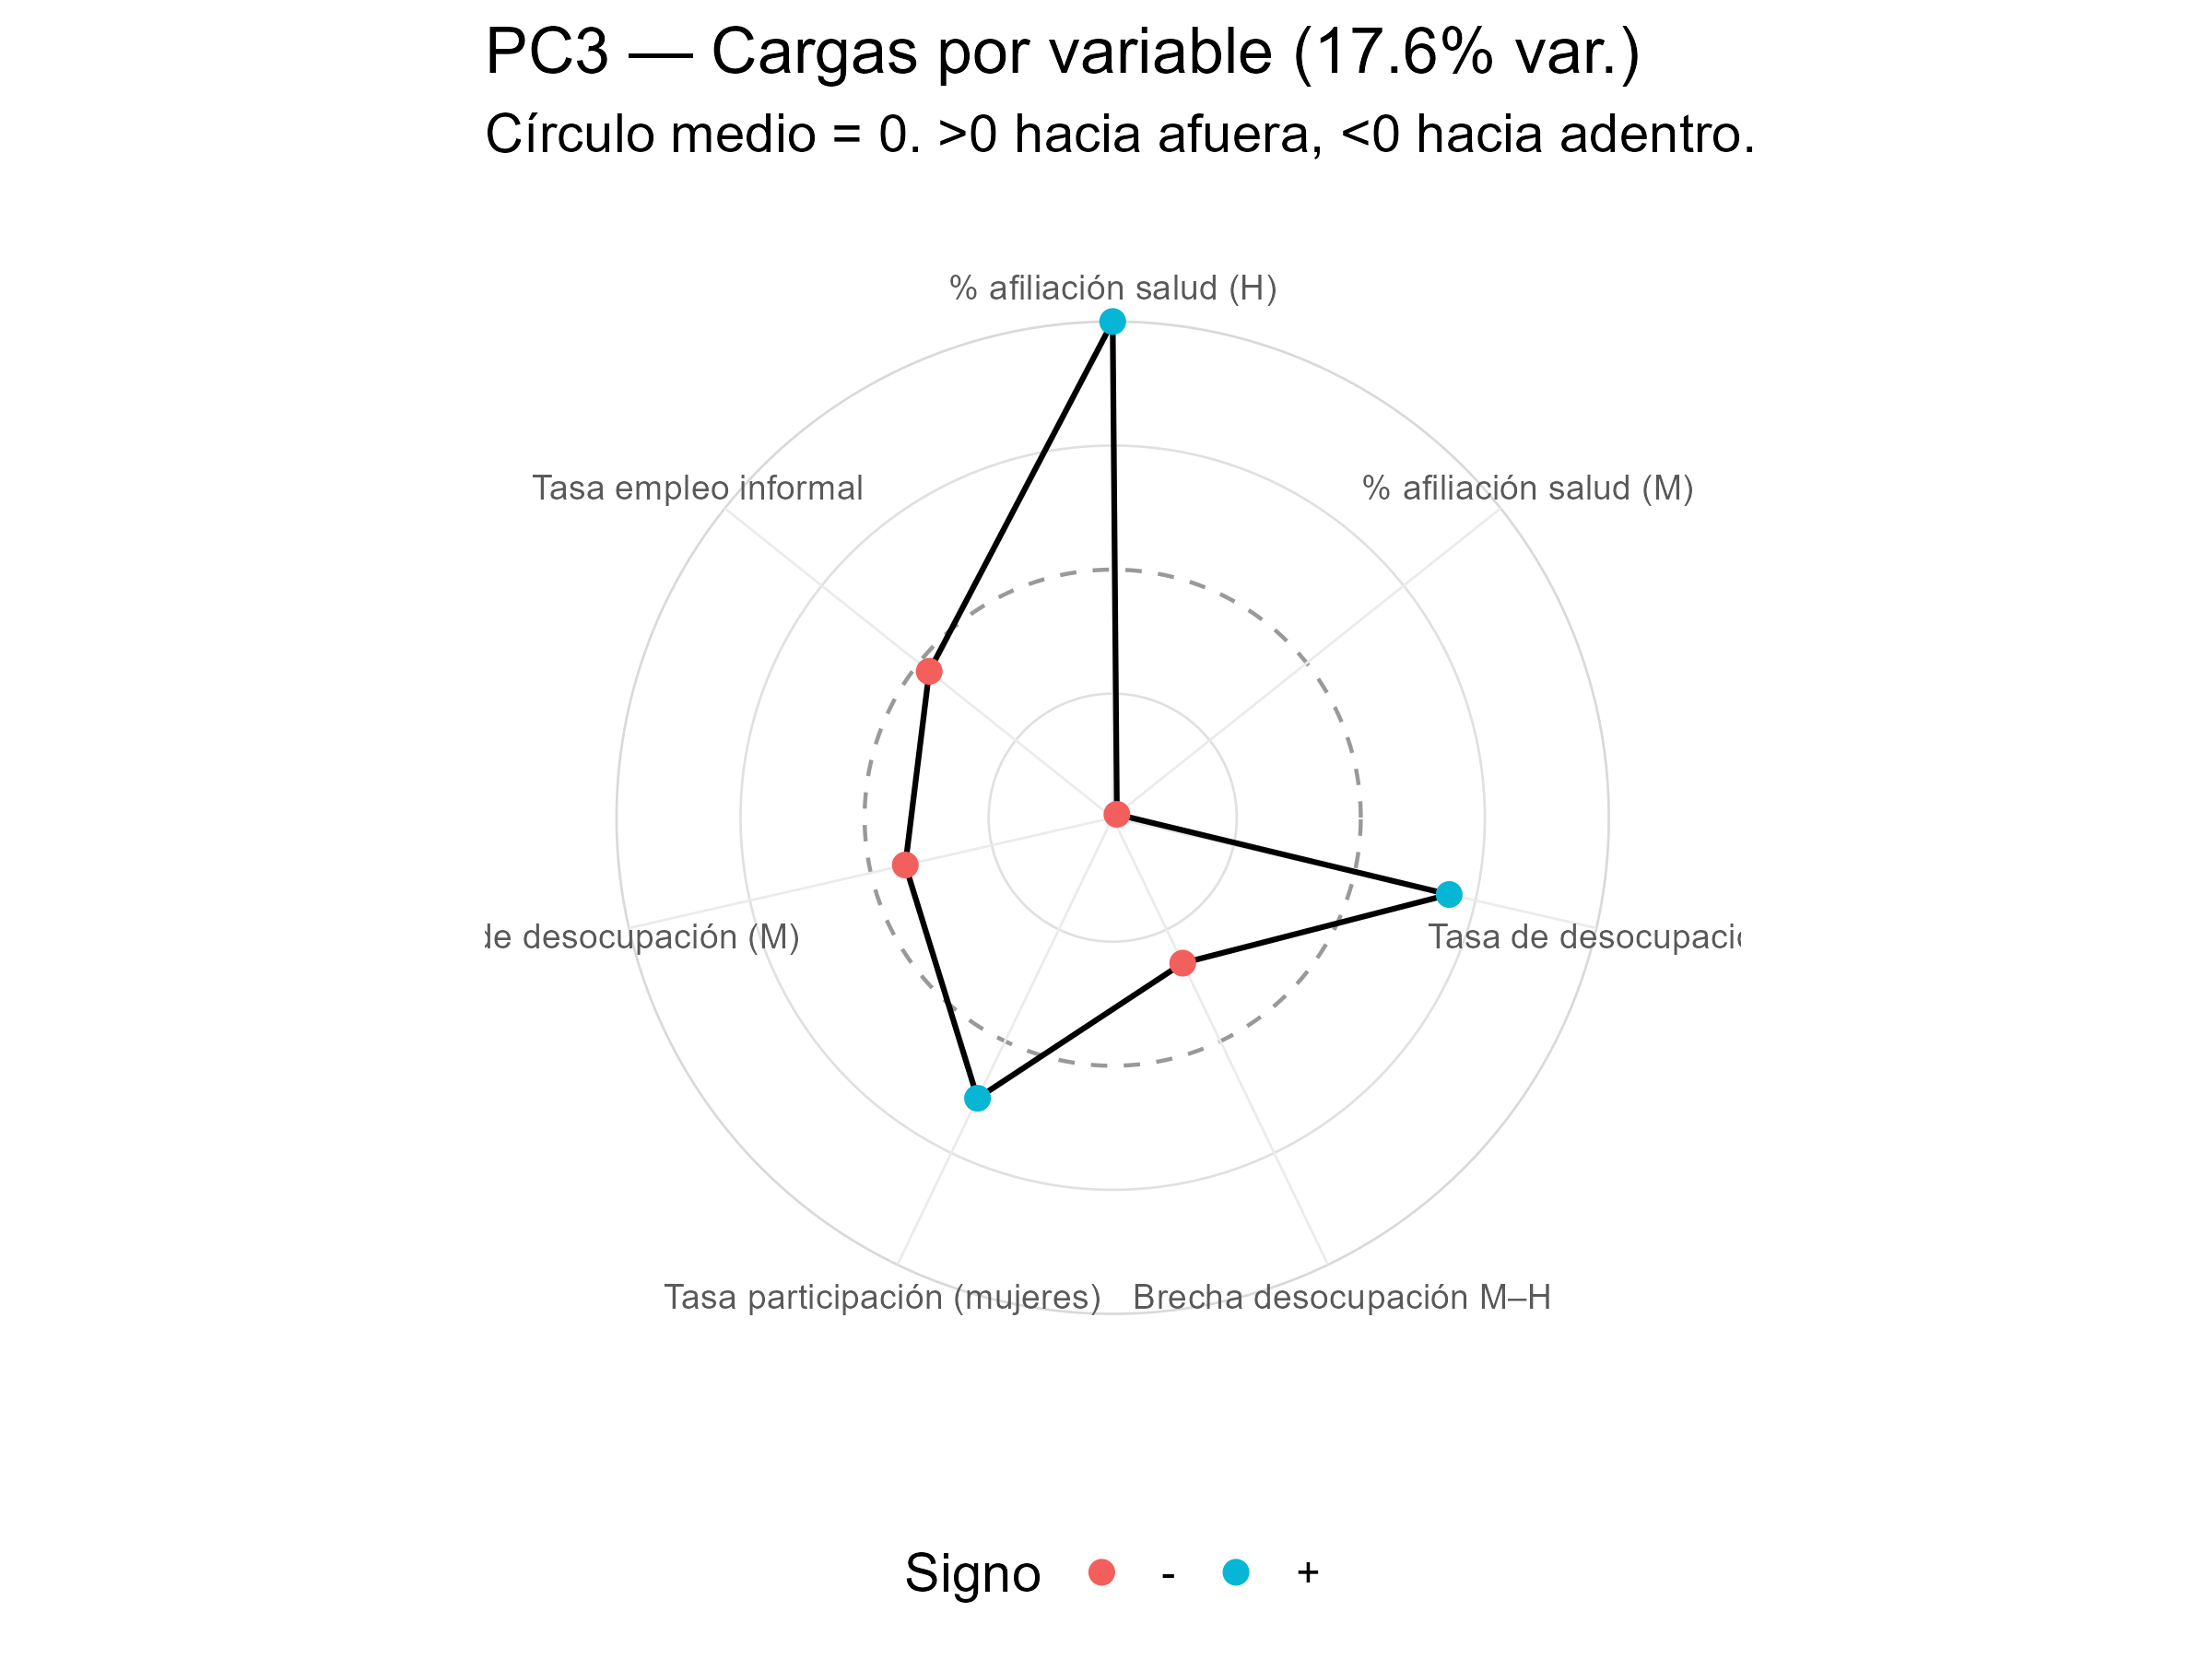 PC3 — Cargas por variable (17.6% var.)
Círculo medio = 0. >0 hacia afuera, <0 hacia adentro.
% afiliación salud (H)
Tasa empleo informal
% afiliación salud (M)
de desocupación (M)
Tasa de desocupació
Tasa participación (mujeres)
Brecha desocupación M–H
Signo - +